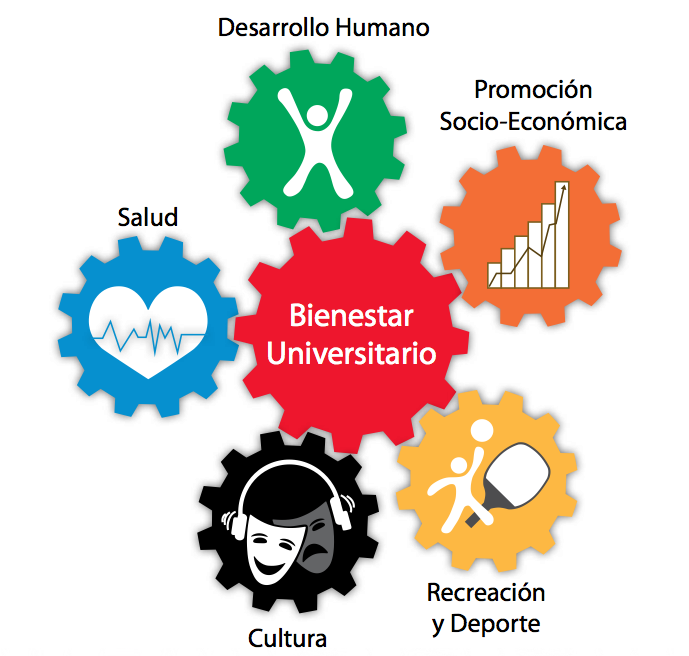 Desarrollo Humano
Promoción
Socio-Económica
Salud
Bienestar
Universitario
Recreación
y Deporte
Cultura